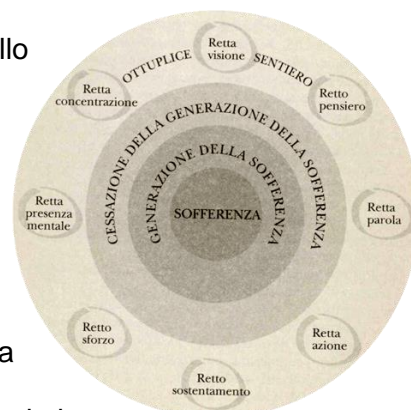 llo
OTTUPLICE
SENTIERO
Retta
visione
Retto
pensiero
Retta
parola
Retta
azione
Retto
sostentamento
Retto
sforzo
Retta
presenza
mentale
Retta
concentrazione
CESSAZIONE DELLA GENERAZIONE DELLA SOFFERENZA
GENERAZIONE DELLA SOFFERENZA
SOFFERENZA
a